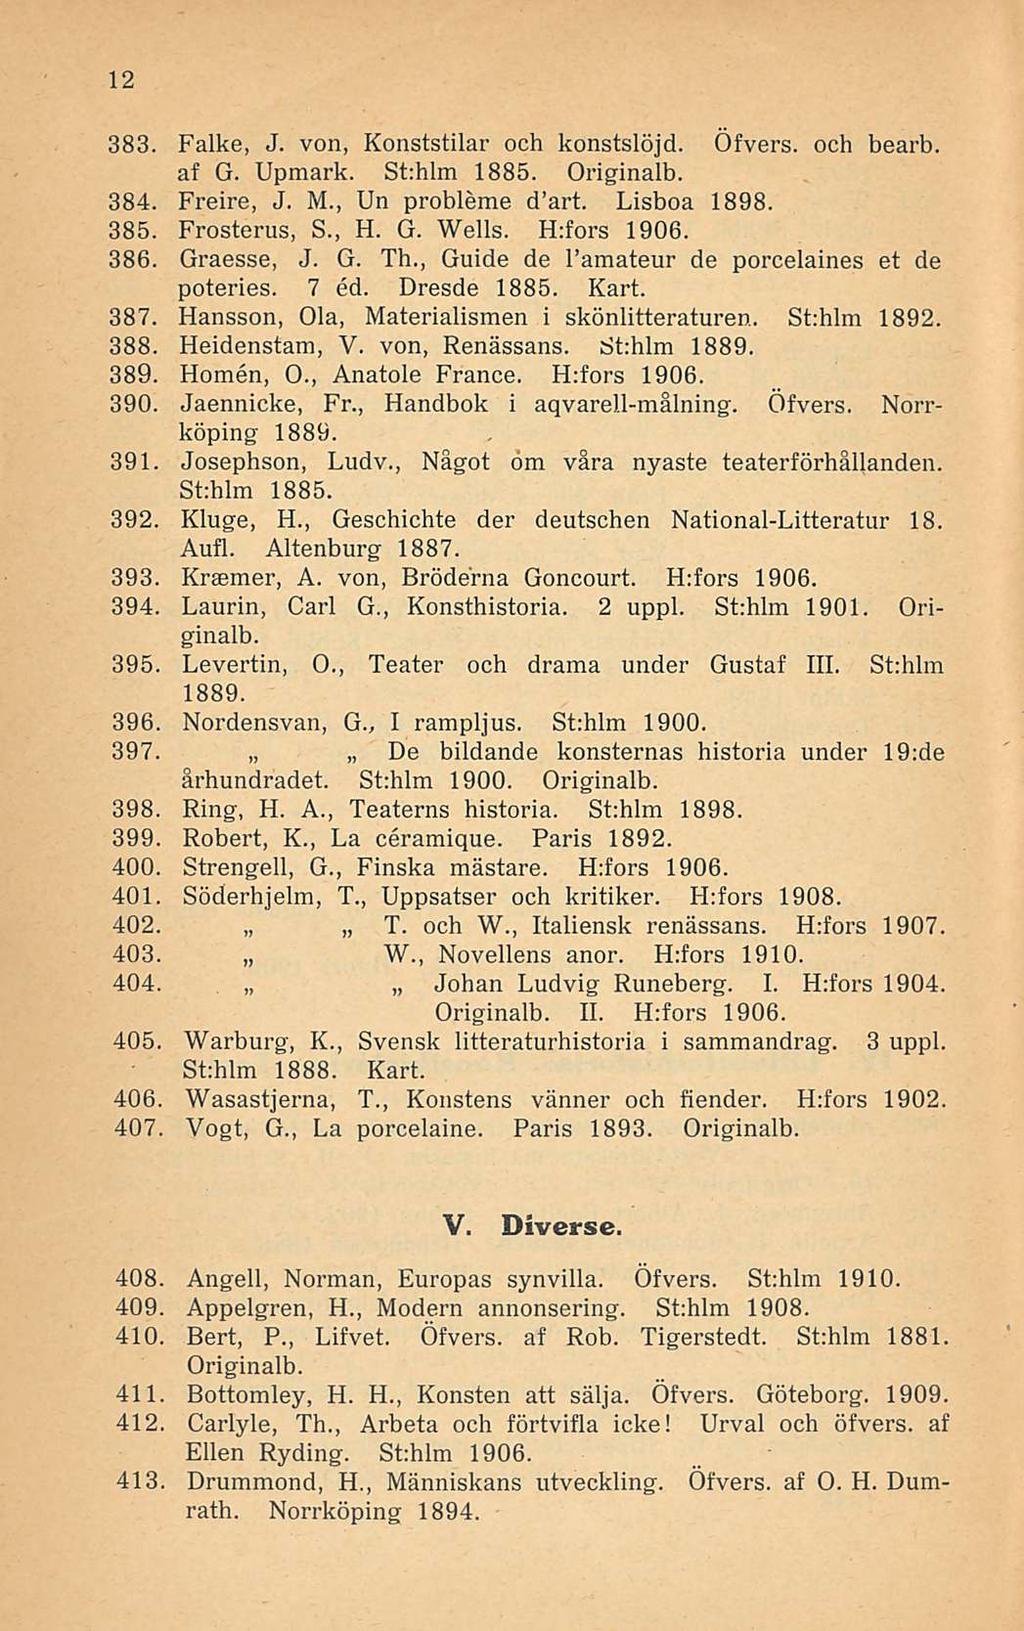 12
383. Falke, J. von, Konststilar och konstslöjd. Öfvers. och bearb.
af G. Upmark. St:hlm 1885. Originalb.
384. Freire, J. M., Un problème d'art. Lisboa 1898.
385. Frosterus, S., H. G. Wells. H:fors 1906.
386. Graesse, J. G. Th., Guide de l'amateur de porcelaines et de
poteries. 7 éd. Dresde 1885. Kart.
387. Hansson, Ola, Materialismen i skönlitteraturen. St:hlm 1892.
388. Heidenstam, V. von, Renässans. St:hlm 1889.
389. Homén, O., Anatole France. H:fors 1906.
390. Jaennicke, Fr., Handbok i aqvarell-målning. Öfvers. Norr-
köping 1889.
391. Josephson, Ludv., Något om våra nyaste teaterförhållanden.
St:hlm 1885.
392. Kluge, H., Geschichte der deutschen National-Litteratur 18.
Aufl. Altenburg 1887.
393. Kræmer, A. von, Bröderna Goncourt. H:fors 1906.
394. Laurin, Carl G., Konsthistoria. 2 uppl. St:hlm 1901. Ori-
ginalb.
395. Levertin, O., Teater och drama under Gustaf III. St:hlm
1889.
396. Nordensvan, G., I rampljus. St:hlm 1900.
397. „ „ De bildande konsternas historia under 19:de
århundradet. St:hlm 1900. Originalb.
398. Ring, H. A., Teaterns historia. St:hlm 1898.
399. Robert, K., La céramique. Paris 1892.
400. Strengell, G., Finska mästare. H:fors 1906.
401. Söderhjelm, T., Uppsatser och kritiker. H:fors 1908.
402. „ „ T. och W., Italiensk renässans. H:fors 1907.
403. „ W., Novellens anor. H:fors 1910.
404. „ „ Johan Ludvig Runeberg. I. H:fors 1904.
Originalb. II. H:fors 1906.
405. Warburg, K., Svensk litteraturhistoria i sammandrag. 3 uppl.
St:hlm 1888. Kart.
406. Wasastjerna, T., Konstens vänner och fiender. H:fors 1902.
407. Vogt, G., La porcelaine. Paris 1893. Originalb.
V. Diverse.
408. Angell, Norman, Europas synvilla. Öfvers. St:hlm 1910.
409. Appelgren, H., Modern annonsering. St:hlm 1908.
410. Bert, P., Lifvet. Öfvers. af Rob. Tigerstedt. St:hlm 1881.
Originalb.
411. Bottomley, H. H., Konsten att sälja. Öfvers. Göteborg. 1909.
412. Carlyle, Th., Arbeta och förtvifla icke! Urval och öfvers. af
Ellen Ryding. St:hlm 1906.
413. Drummond, H., Människans utveckling. Öfvers. af O. H. Dum-
rath. Norrköping 1894.